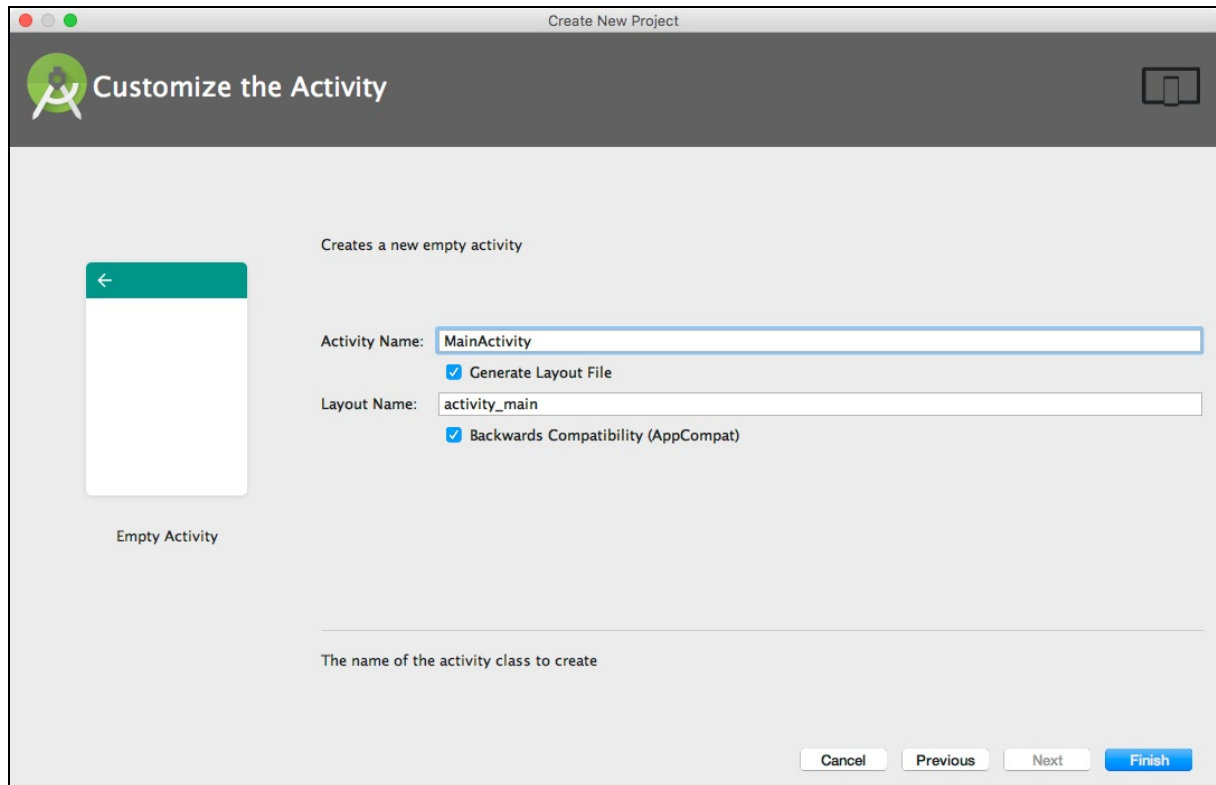 Create New Project
Customize the Activity
Creates a new empty activity
Activity Name: MainActivity
Generate Layout File
Layout Name: activity_main
Backwards Compatibility (AppCompat)
Empty Activity
The name of the activity class to create
Cancel Previous Next Finish